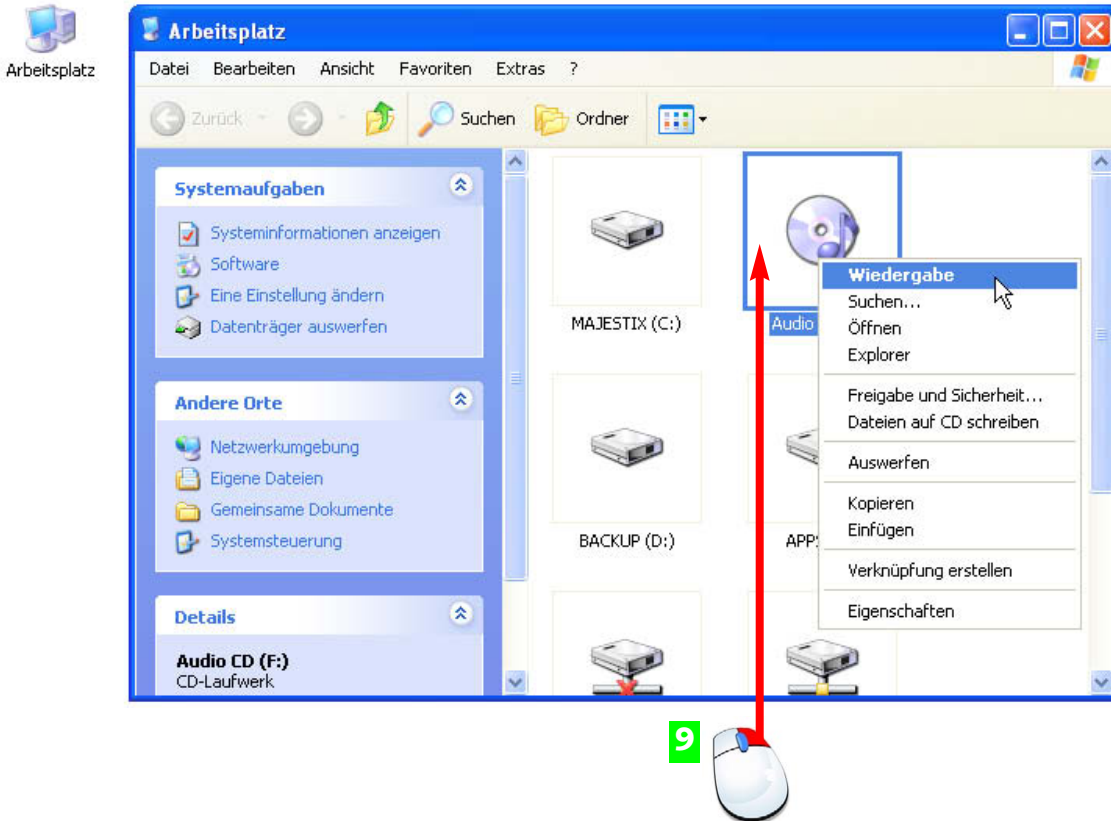 Arbeitsplatz
Arbeitsplatz
Datei Bearbeiten Ansicht Favoriten Extras ?
Zurück Suchen Ordner
Systemaufgaben
Systeminformationen anzeigen
Software
Eine Einstellung ändern
Datenträger auswerfen
Andere Orte
Netzwerkumgebung
Eigene Dateien
Gemeinsame Dokumente
Systemsteuerung
Details
Audio CD (F:)
CD-Laufwerk
MAJESTIX (C:)
Audio
BACKUP (D:)
APPS
Wiedergabe
Suchen...
Öffnen
Explorer
Freigabe und Sicherheit...
Dateien auf CD schreiben
Auswerfen
Kopieren
Einfügen
Verknüpfung erstellen
Eigenschaften
9